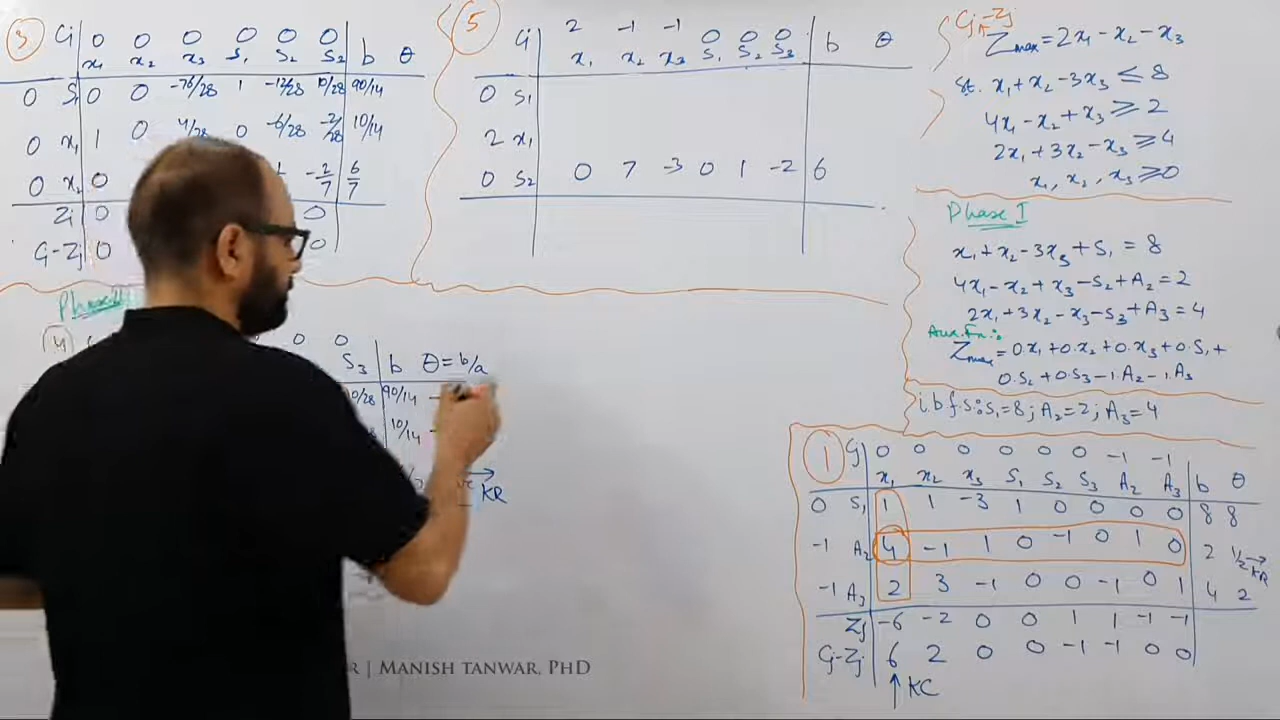 3. Cj 0 0 0 0 0 0
x₁ x₂ x₃ S₁ S₂ S₃ b θ
0 S₁ 0 0 -76/28 1 -12/28 10/28 90/14
0 x₁ 1 0 4/28 0 -6/28 -2/28 10/14
0 x₂ 0 -2/7 6/7
Zj 0 0
Cj-Zj 0 0
5 Cj 2 -1 -1 0 0 0
x₁ x₂ x₃ S₁ S₂ S₃ b θ
0 S₁
2 x₁
0 S₂ 0 7 -3 0 1 -2 6
Cj-Zj
Zmax = 2x₁ - x₂ - x₃
St. x₁ + x₂ - 3x₃ ≤ 8
4x₁ - x₂ + x₃ ≥ 2
2x₁ + 3x₂ - x₃ ≥ 4
x₁, x₂, x₃ ≥ 0
Phase I
x₁ + x₂ - 3x₃ + S₁ = 8
4x₁ - x₂ + x₃ - S₂ + A₂ = 2
2x₁ + 3x₂ - x₃ - S₃ + A₃ = 4
Aux. Fn.:
Zmax = 0.x₁ + 0.x₂ + 0.x₃ + 0.S₁ +
0.S₂ + 0.S₃ - 1.A₂ - 1.A₃
i.b.f.s: S₁ = 8; A₂ = 2; A₃ = 4
1 Cj 0 0 0 0 0 0 -1 -1
x₁ x₂ x₃ S₁ S₂ S₃ A₂ A₃ b θ
0 S₁ 1 1 -3 1 0 0 0 0 8 8
-1 A₂ 4 -1 1 0 -1 0 1 0 2 1/2 → KR
-1 A₃ 2 3 -1 0 0 -1 0 1 4 2
Zj -6 -2 0 0 1 1 -1 -1
Cj-Zj 6 2 0 0 -1 -1 0 0
↑ KC
Phase II
4 0 0
S₃ b θ = b/a
0/28 90/14
10/14
→ KR
R | MANISH TANWAR, PHD